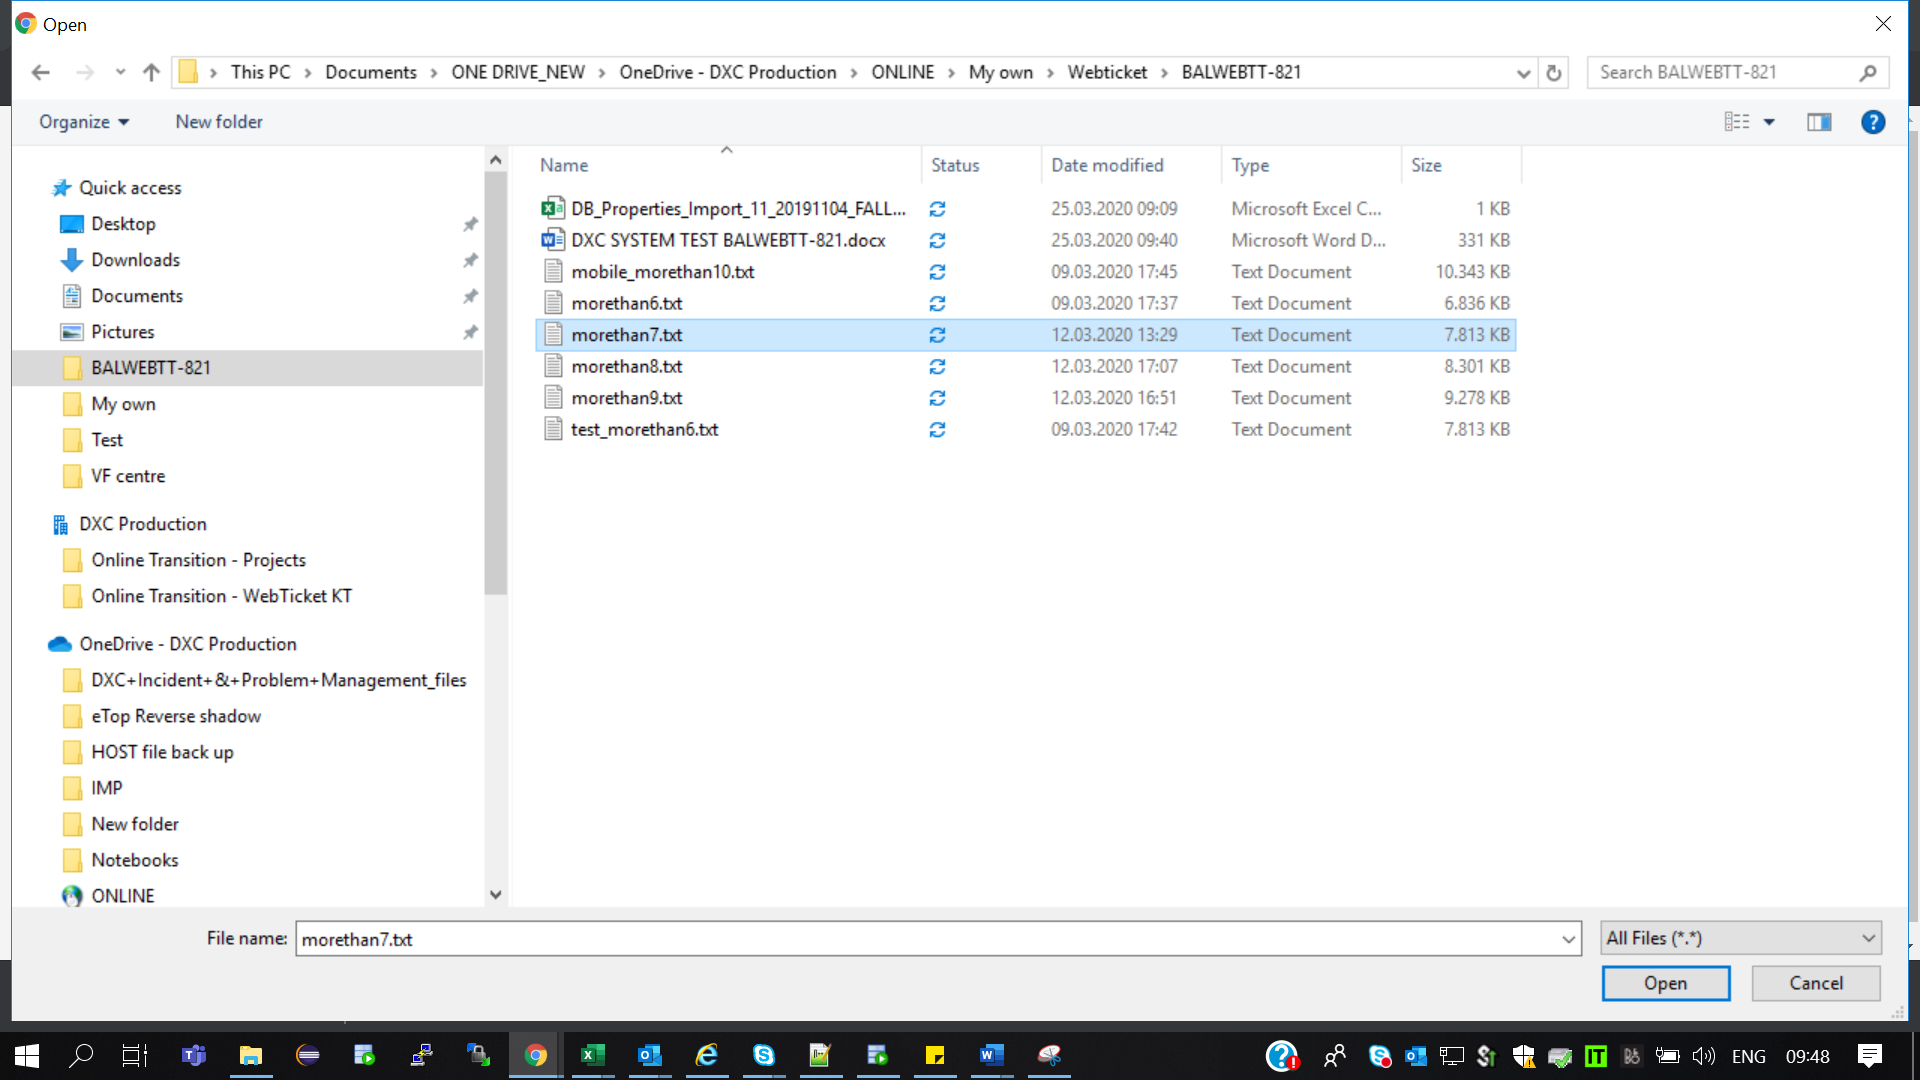 Open
This PC > Documents > ONE DRIVE_NEW > OneDrive - DXC Production > ONLINE > My own > Webticket > BALWEBTT-821
Search BALWEBTT-821
Organize
New folder
Quick access
Desktop
Downloads
Documents
Pictures
BALWEBTT-821
My own
Test
VF centre
DXC Production
Online Transition - Projects
Online Transition - WebTicket KT
OneDrive - DXC Production
DXC+Incident+&+Problem+Management_files
eTop Reverse shadow
HOST file back up
IMP
New folder
Notebooks
ONLINE
Name Status Date modified Type Size
DB_Properties_Import_11_20191104_FALL... 25.03.2020 09:09 Microsoft Excel C... 1 KB
DXC SYSTEM TEST BALWEBTT-821.docx 25.03.2020 09:40 Microsoft Word D... 331 KB
mobile_morethan10.txt 09.03.2020 17:45 Text Document 10.343 KB
morethan6.txt 09.03.2020 17:37 Text Document 6.836 KB
morethan7.txt 12.03.2020 13:29 Text Document 7.813 KB
morethan8.txt 12.03.2020 17:07 Text Document 8.301 KB
morethan9.txt 12.03.2020 16:51 Text Document 9.278 KB
test_morethan6.txt 09.03.2020 17:42 Text Document 7.813 KB
File name: morethan7.txt
All Files (*.*)
Open
Cancel
ENG 09:48